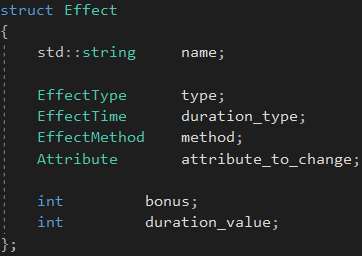 struct Effect
{
std::string name;
EffectType type;
EffectTime duration_type;
EffectMethod method;
Attribute attribute_to_change;
int bonus;
int duration_value;
};